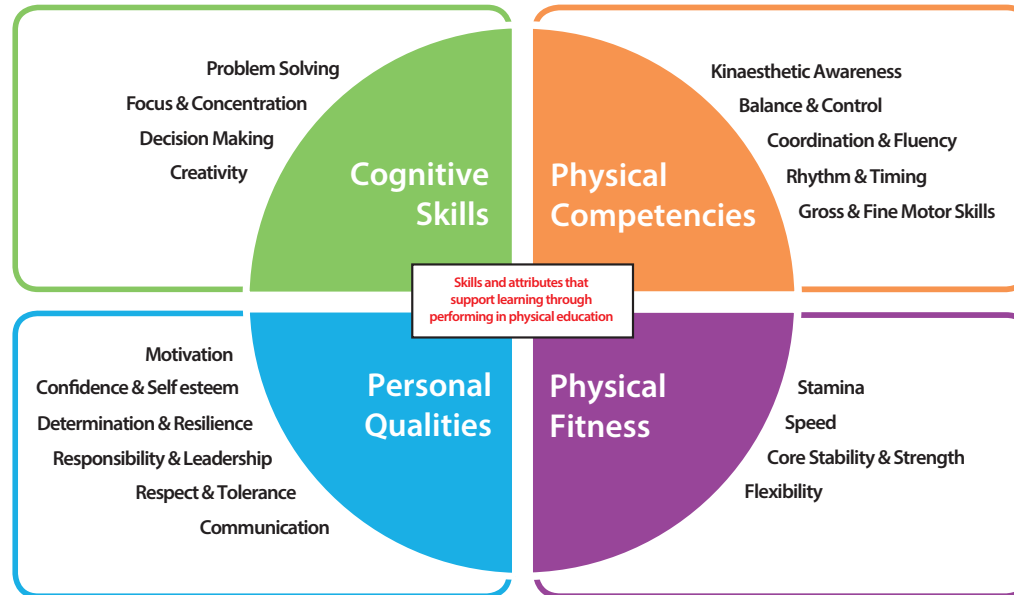 Problem Solving
Focus & Concentration
Decision Making
Creativity
Cognitive
Skills
Physical
Competencies
Kinaesthetic Awareness
Balance & Control
Coordination & Fluency
Rhythm & Timing
Gross & Fine Motor Skills
Skills and attributes that
support learning through
performing in physical education
Motivation
Confidence & Self esteem
Determination & Resilience
Responsibility & Leadership
Respect & Tolerance
Communication
Personal
Qualities
Physical
Fitness
Stamina
Speed
Core Stability & Strength
Flexibility